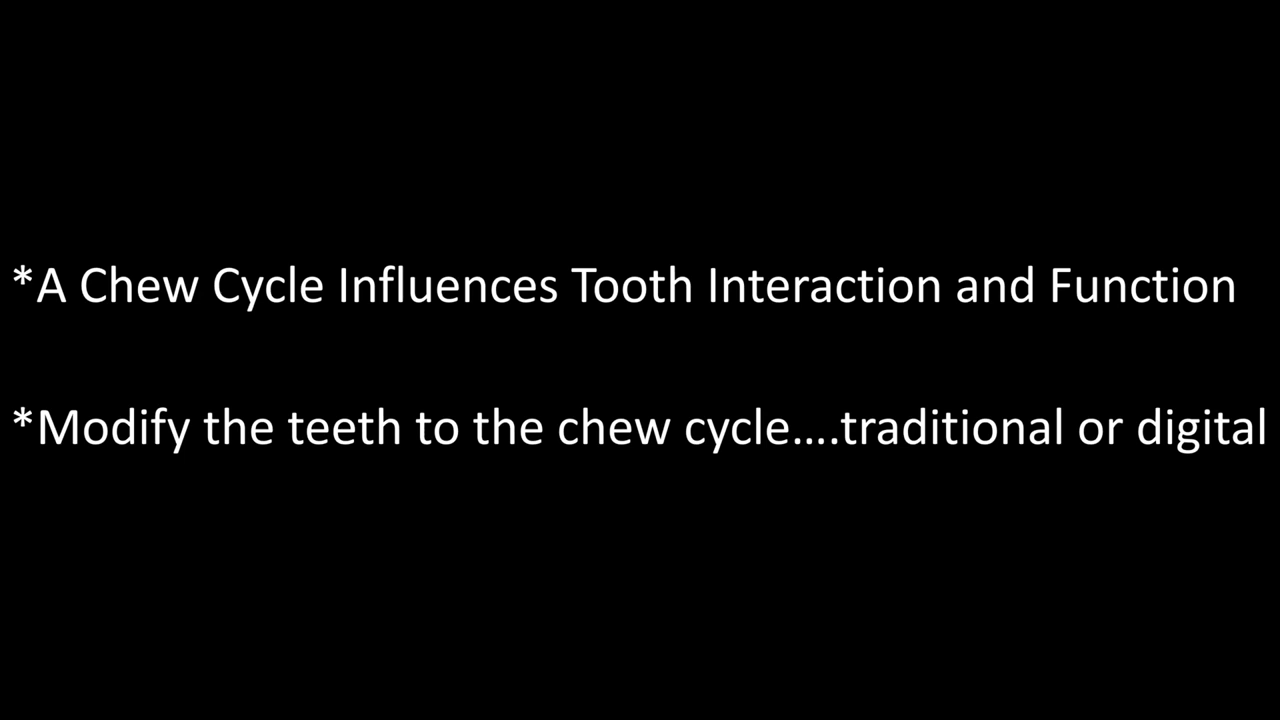 *A Chew Cycle Influences Tooth Interaction and Function
*Modify the teeth to the chew cycle....traditional or digital